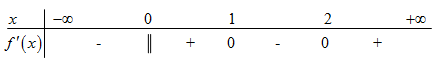 x -∞ 0 1 2 +∞
f'(x) - || + 0 - 0 +